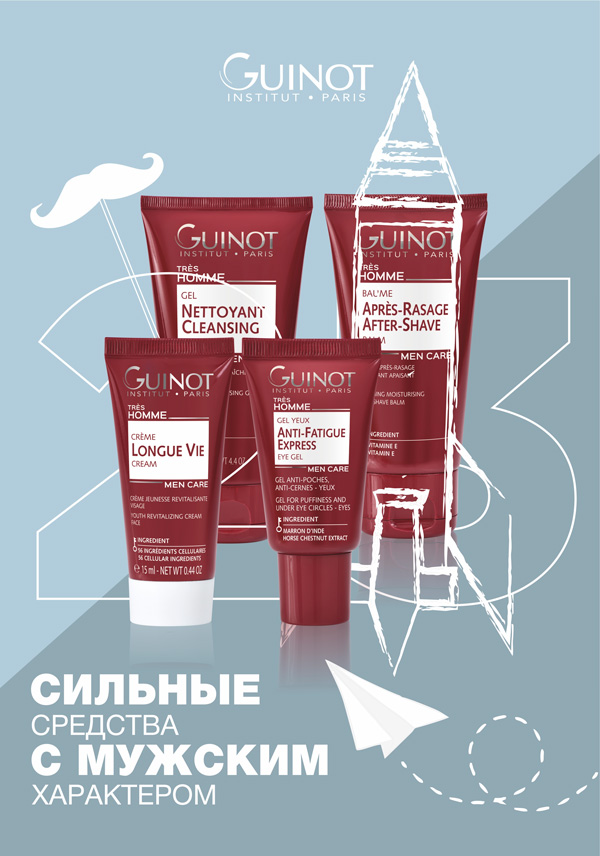 GUINOT
INSTITUT • PARIS
GUINOT
INSTITUT • PARIS
TRÈS
HOMME
GEL
NETTOYANT
CLEANSING
GUINOT
INSTITUT • PARIS
TRÈS
HOMME
BAUME
APRÈS-RASAGE
AFTER-SHAVE
MEN CARE
INGREDIENT
VITAMINE E
VITAMIN E
GUINOT
INSTITUT • PARIS
TRÈS
HOMME
CRÈME
LONGUE VIE
CREAM
MEN CARE
CRÈME JEUNESSE REVITALISANTE
VISAGE
YOUTH REVITALIZING CREAM
FACE
INGREDIENT
56 INGRÉDIENTS CELLULAIRES
56 CELLULAR INGREDIENTS
15 ml - NET WT 0.44 OZ
GUINOT
INSTITUT • PARIS
TRÈS
HOMME
GEL YEUX
ANTI-FATIGUE
EXPRESS
EYE GEL
MEN CARE
GEL ANTI-POCHES,
ANTI-CERNES - YEUX
GEL FOR PUFFINESS AND
UNDER EYE CIRCLES - EYES
INGREDIENT
MARRON D'INDE
HORSE CHESTNUT EXTRACT
23
СИЛЬНЫЕ
СРЕДСТВА
С МУЖСКИМ
ХАРАКТЕРОМ